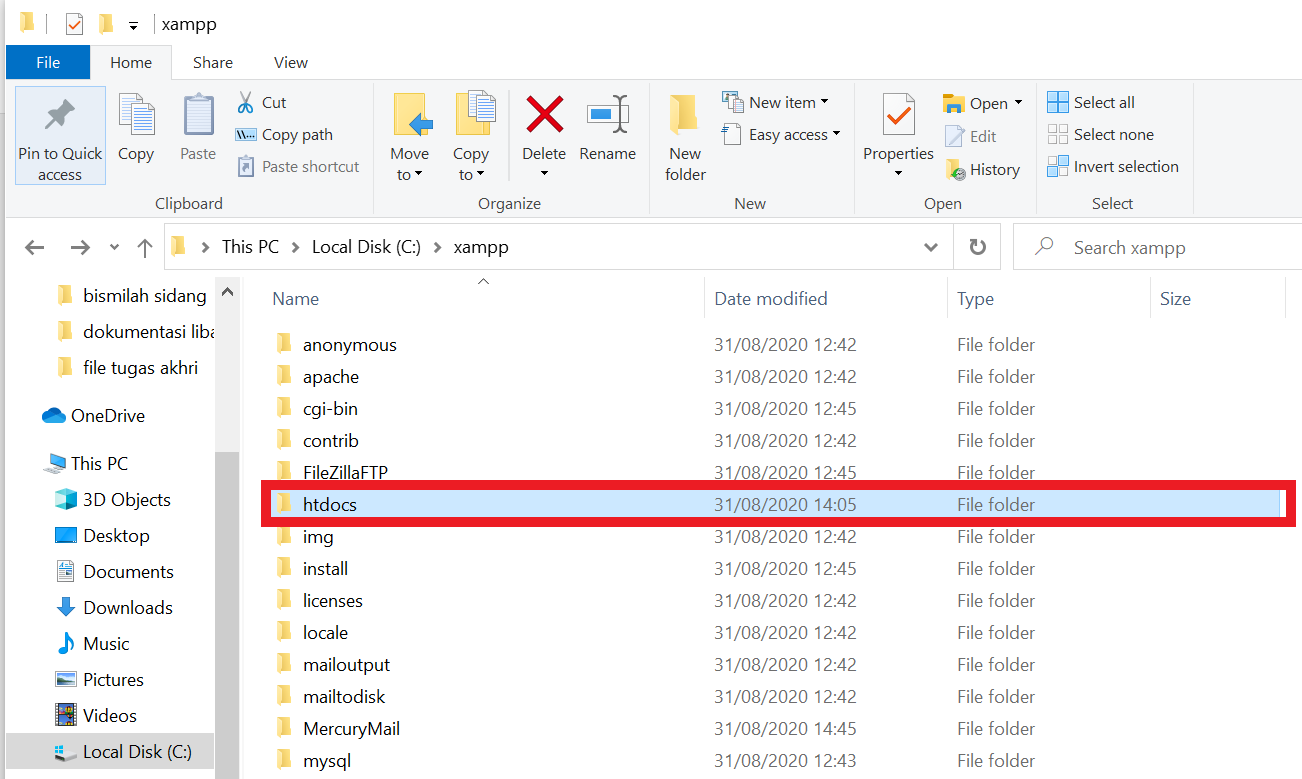 xampp
File Home Share View
Pin to Quick access
Copy
Paste
Cut
Copy path
Paste shortcut
Clipboard
Move to
Copy to
Delete
Rename
Organize
New folder
New item
Easy access
New
Properties
Open
Edit
History
Open
Select all
Select none
Invert selection
Select
This PC Local Disk (C:) xampp
Search xampp
bismilah sidang
dokumentasi liba
file tugas akhri
OneDrive
This PC
3D Objects
Desktop
Documents
Downloads
Music
Pictures
Videos
Local Disk (C:)
Name Date modified Type Size
anonymous 31/08/2020 12:42 File folder
apache 31/08/2020 12:42 File folder
cgi-bin 31/08/2020 12:45 File folder
contrib 31/08/2020 12:42 File folder
FileZillaFTP 31/08/2020 12:45 File folder
htdocs 31/08/2020 14:05 File folder
img 31/08/2020 12:42 File folder
install 31/08/2020 12:45 File folder
licenses 31/08/2020 12:42 File folder
locale 31/08/2020 12:42 File folder
mailoutput 31/08/2020 12:42 File folder
mailtodisk 31/08/2020 12:42 File folder
MercuryMail 31/08/2020 14:45 File folder
mysql 31/08/2020 12:43 File folder